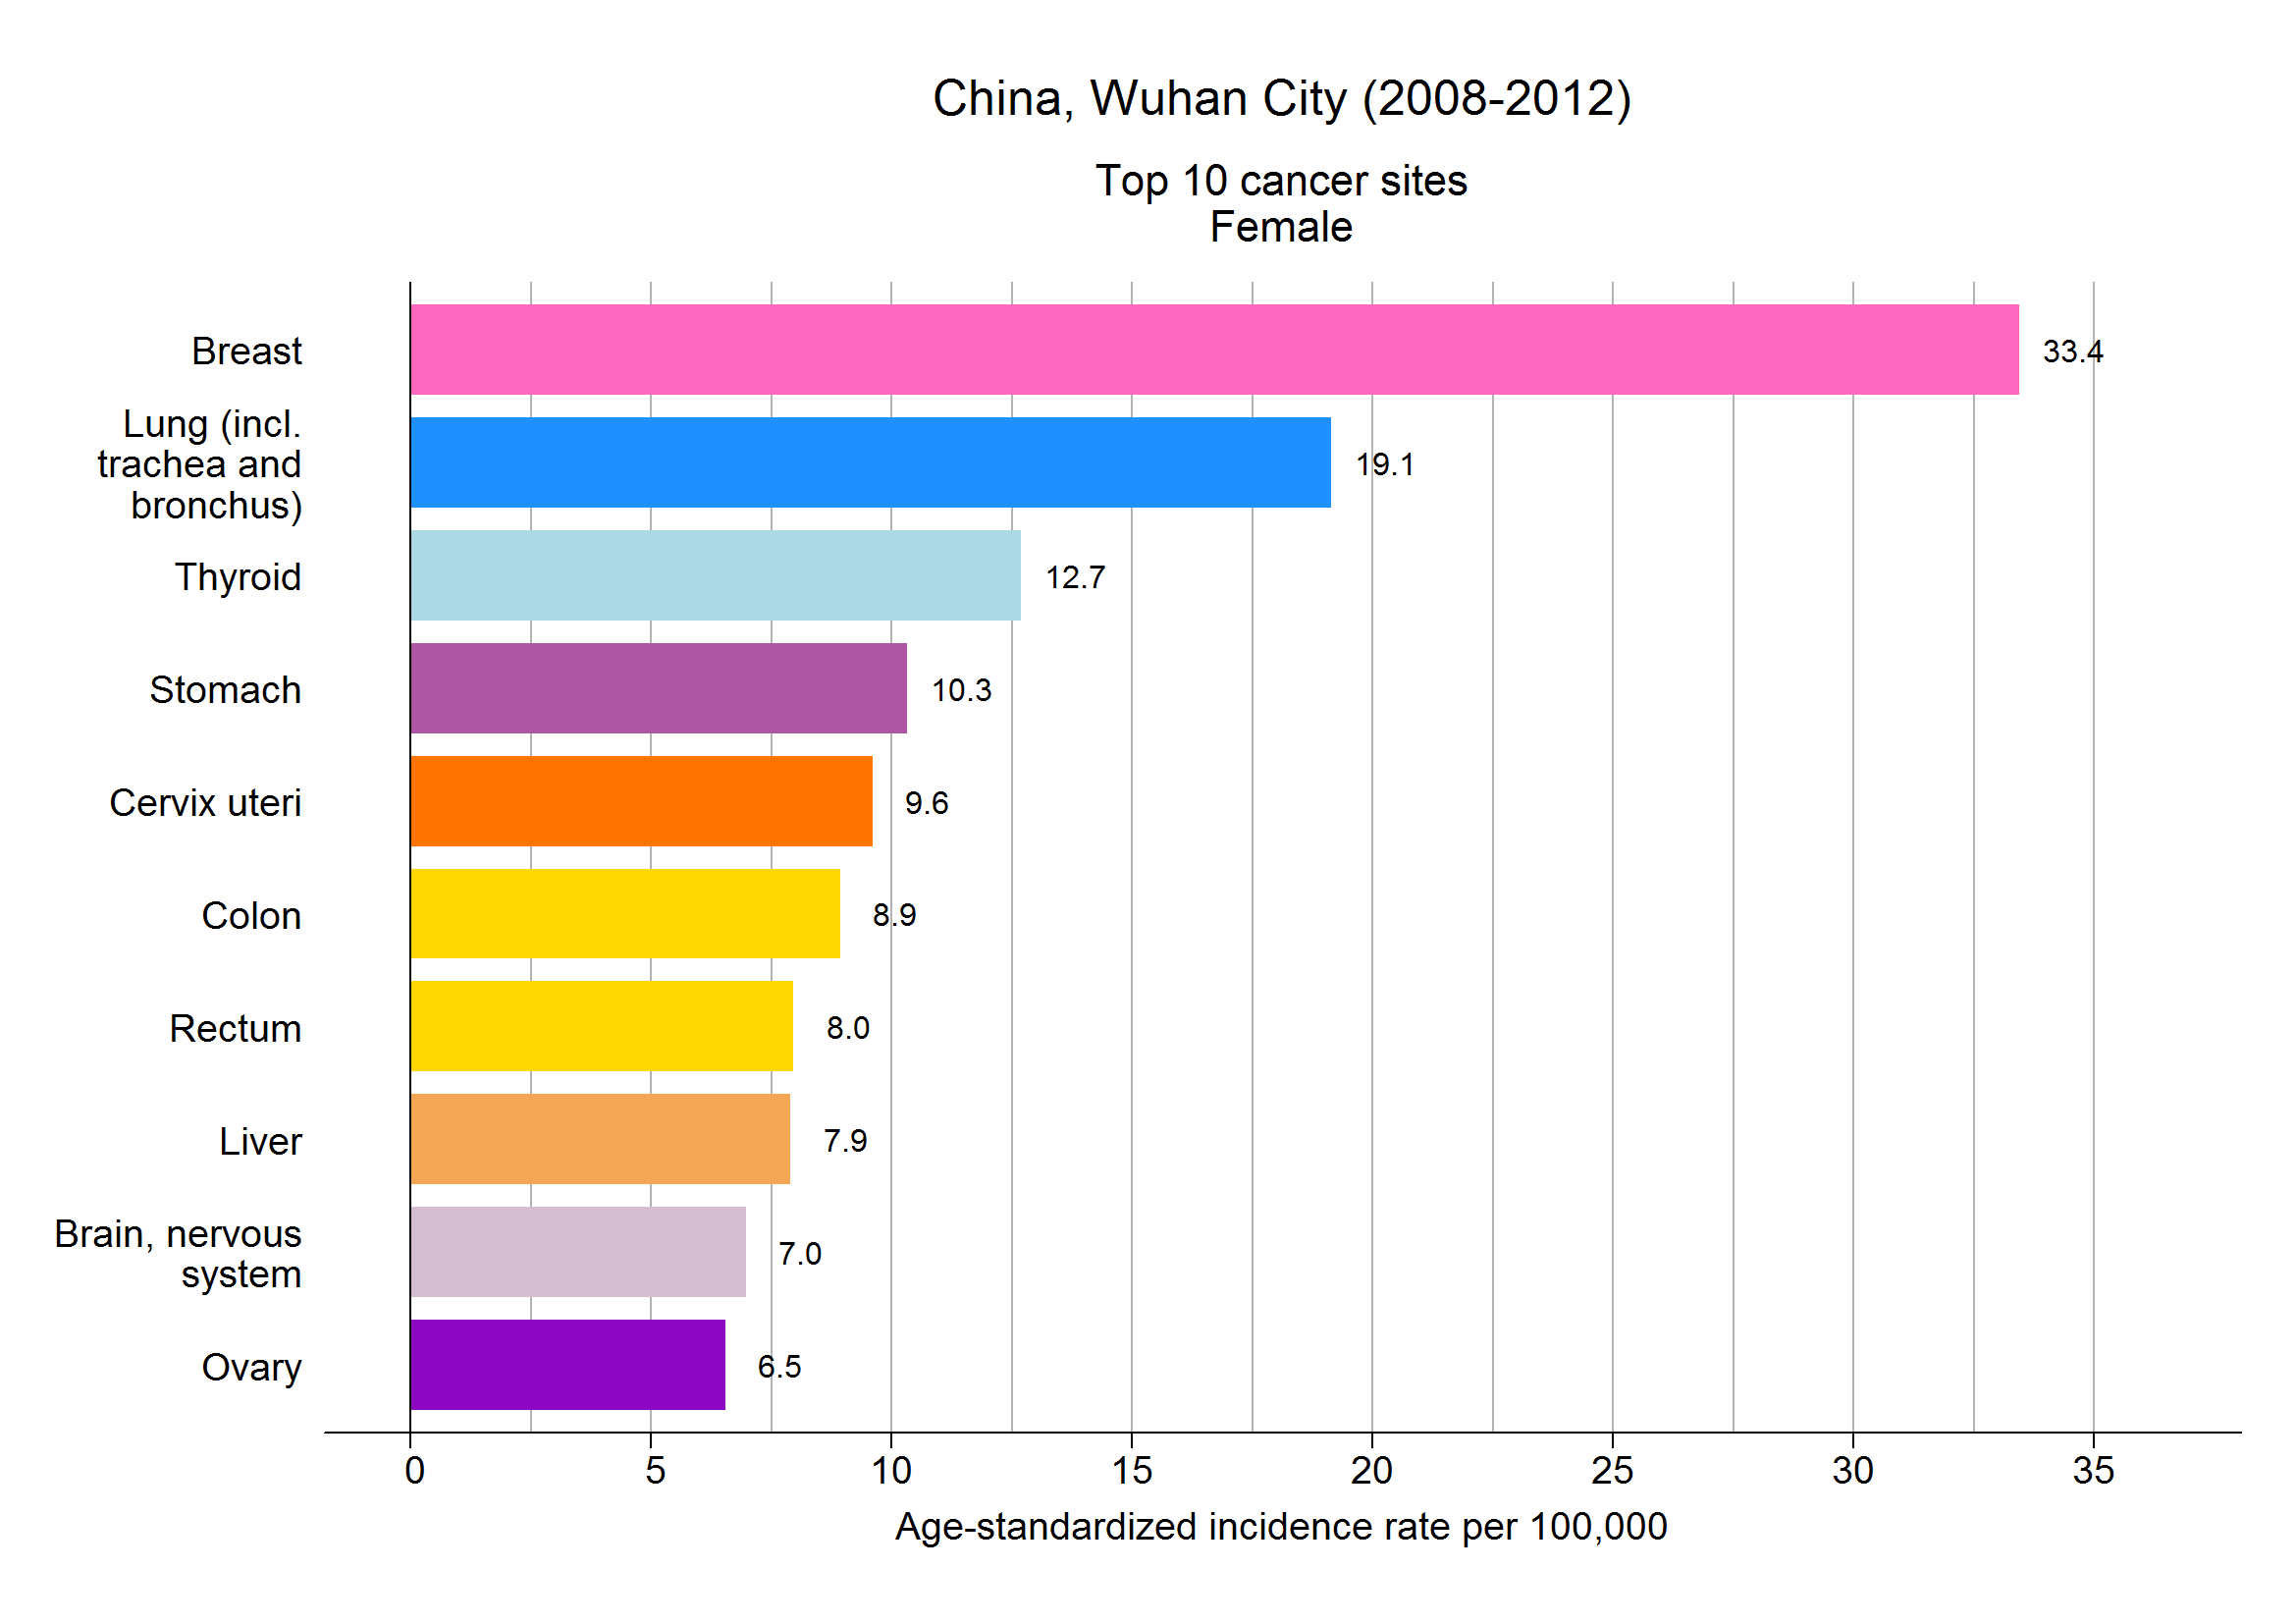 China, Wuhan City (2008-2012)
Top 10 cancer sites
Female
Breast
33.4
Lung (incl.
trachea and
bronchus)
19.1
Thyroid
12.7
Stomach
10.3
Cervix uteri
9.6
Colon
8.9
Rectum
8.0
Liver
7.9
Brain, nervous
system
7.0
Ovary
6.5
0 5 10 15 20 25 30 35
Age-standardized incidence rate per 100,000